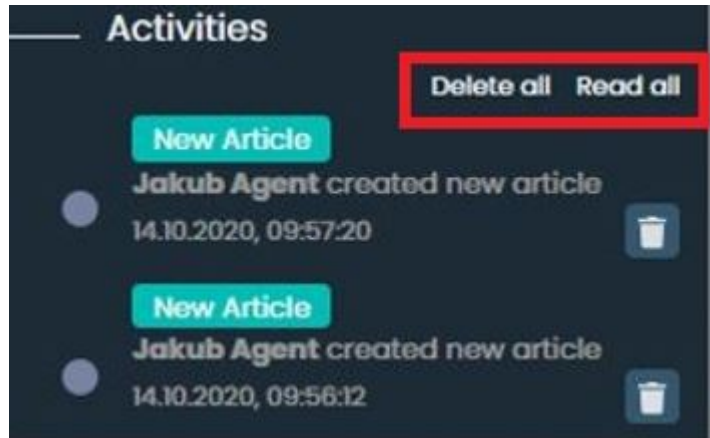 Activities
Delete all Read all
New Article
Jakub Agent created new article
14.10.2020, 09:57:20
New Article
Jakub Agent created new article
14.10.2020, 09:56:12